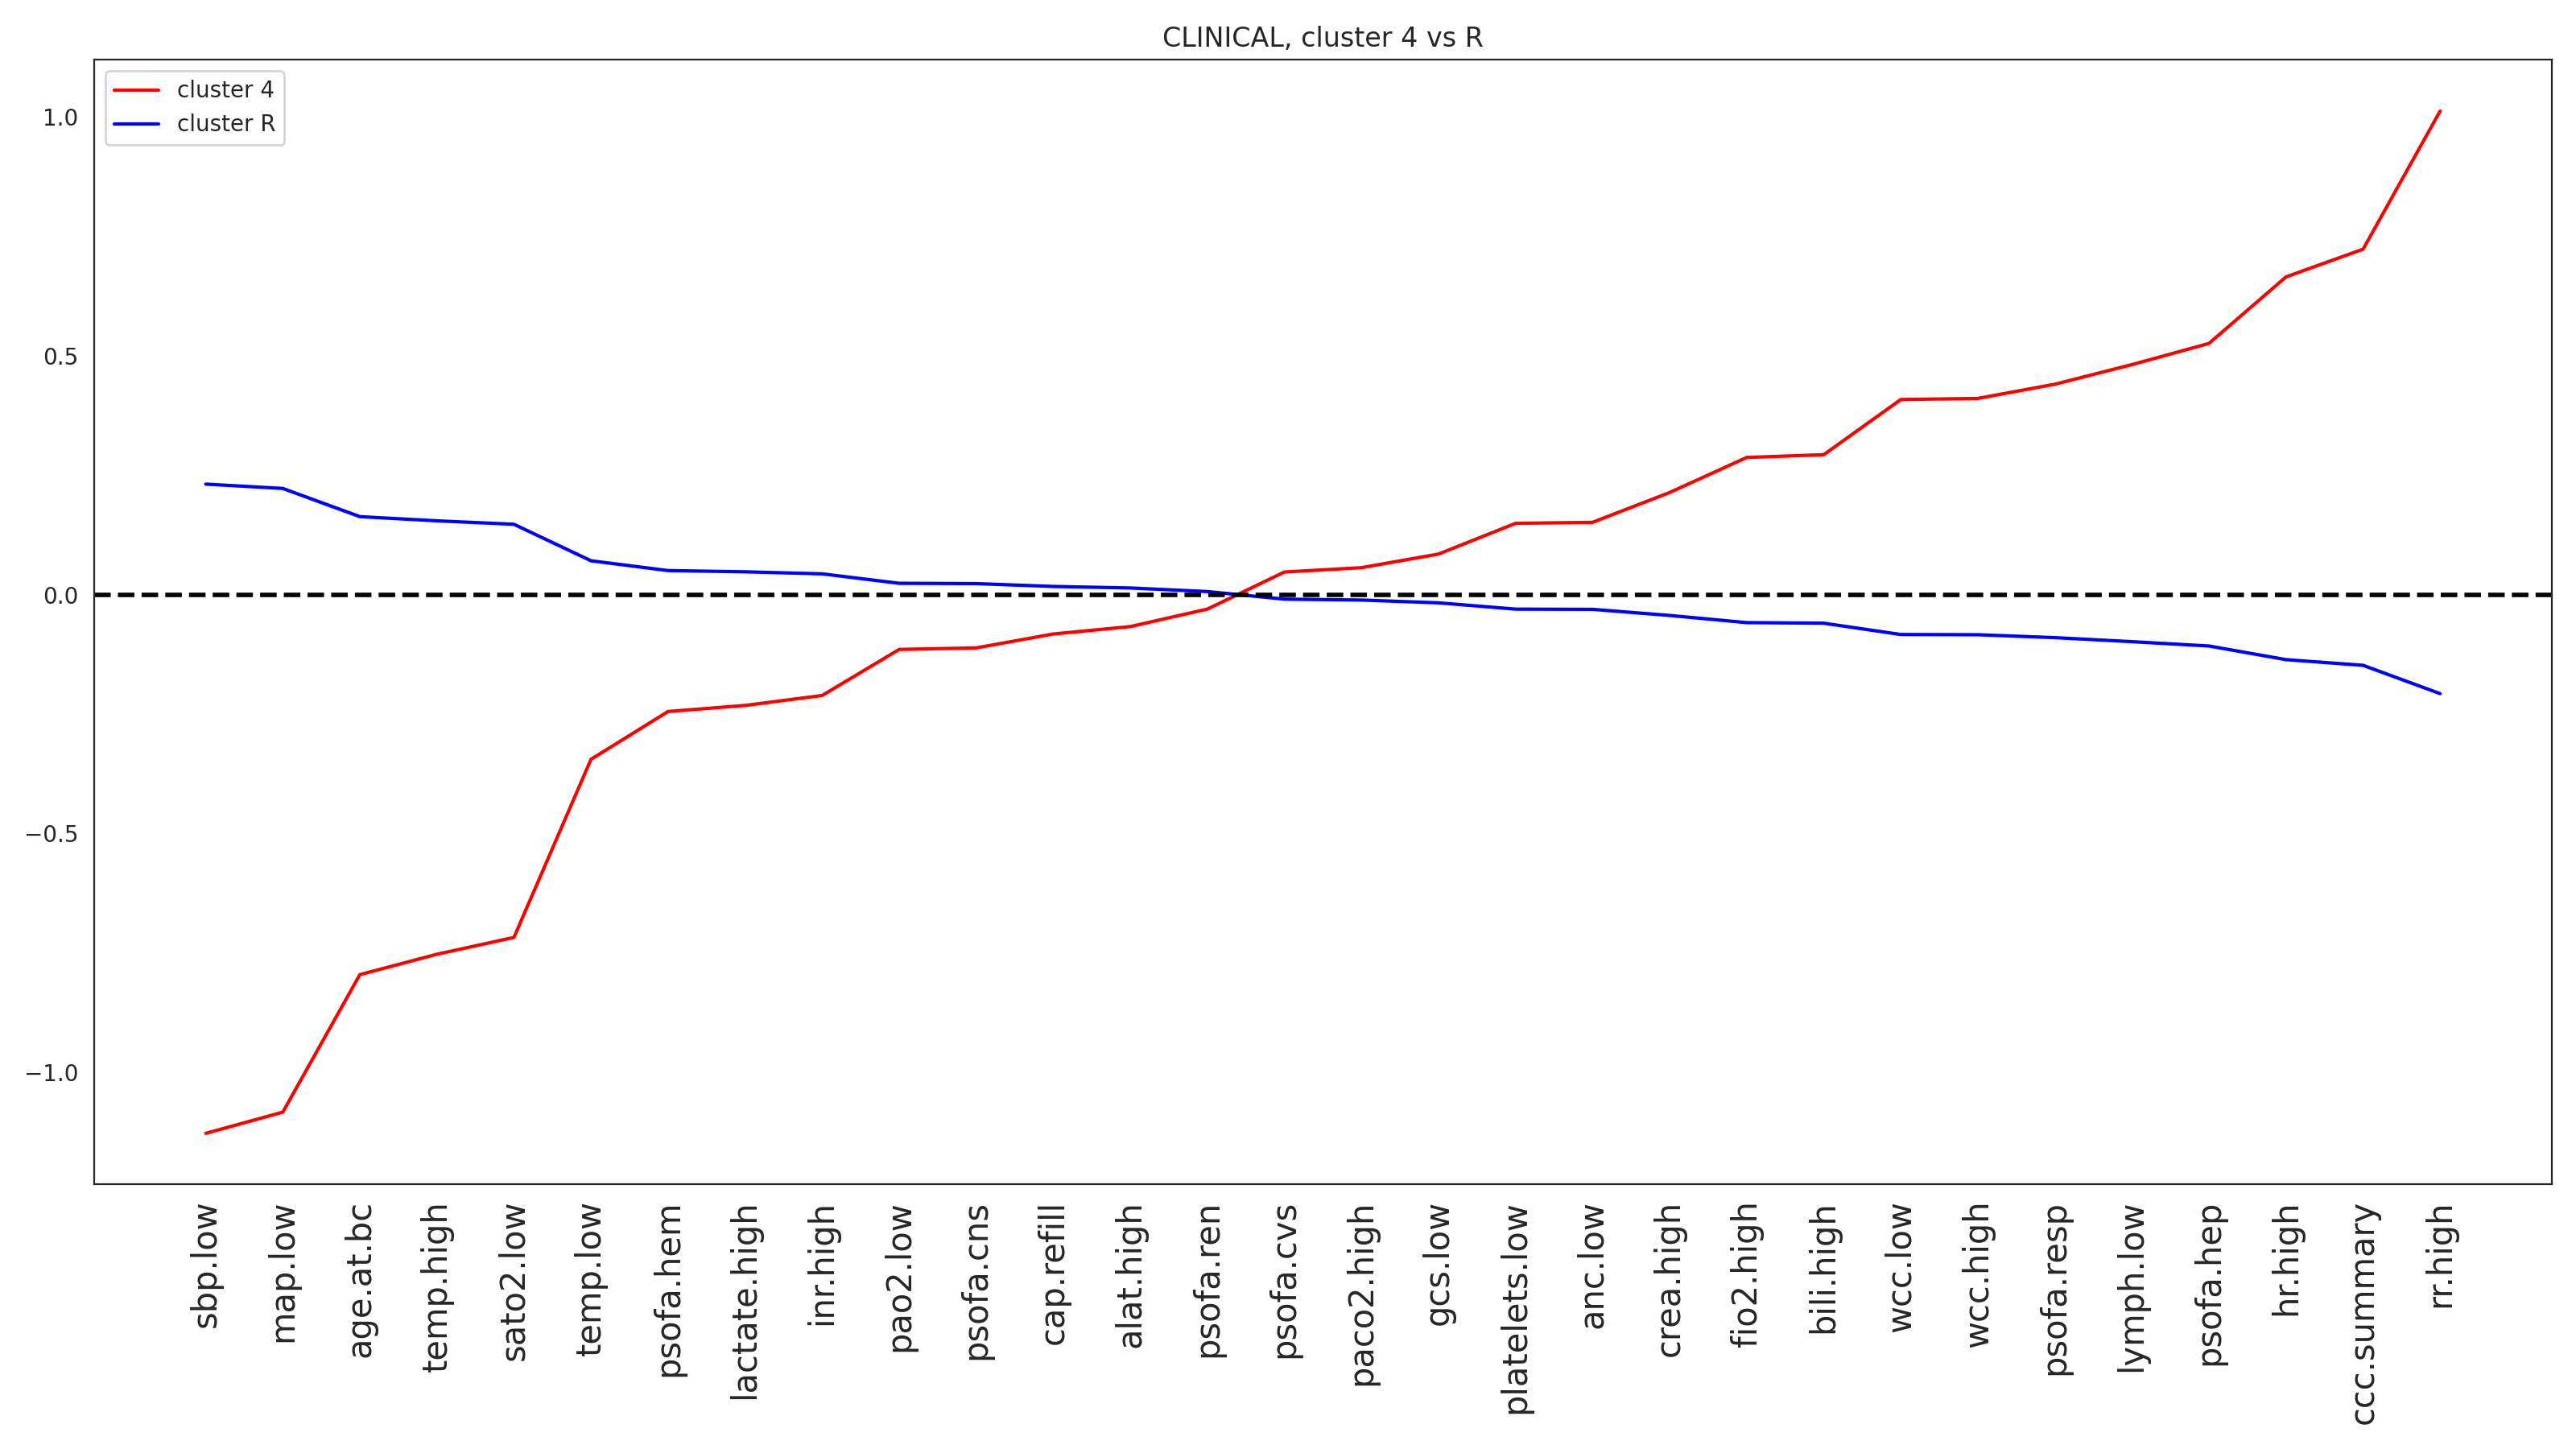 CLINICAL, cluster 4 vs R
cluster 4
cluster R
1.0
0.5
0.0
−0.5
−1.0
sbp.low
map.low
age.at.bc
temp.high
sato2.low
temp.low
psofa.hem
lactate.high
inr.high
pao2.low
psofa.cns
cap.refill
alat.high
psofa.ren
psofa.cvs
paco2.high
gcs.low
platelets.low
anc.low
crea.high
fio2.high
bili.high
wcc.low
wcc.high
psofa.resp
lymph.low
psofa.hep
hr.high
ccc.summary
rr.high